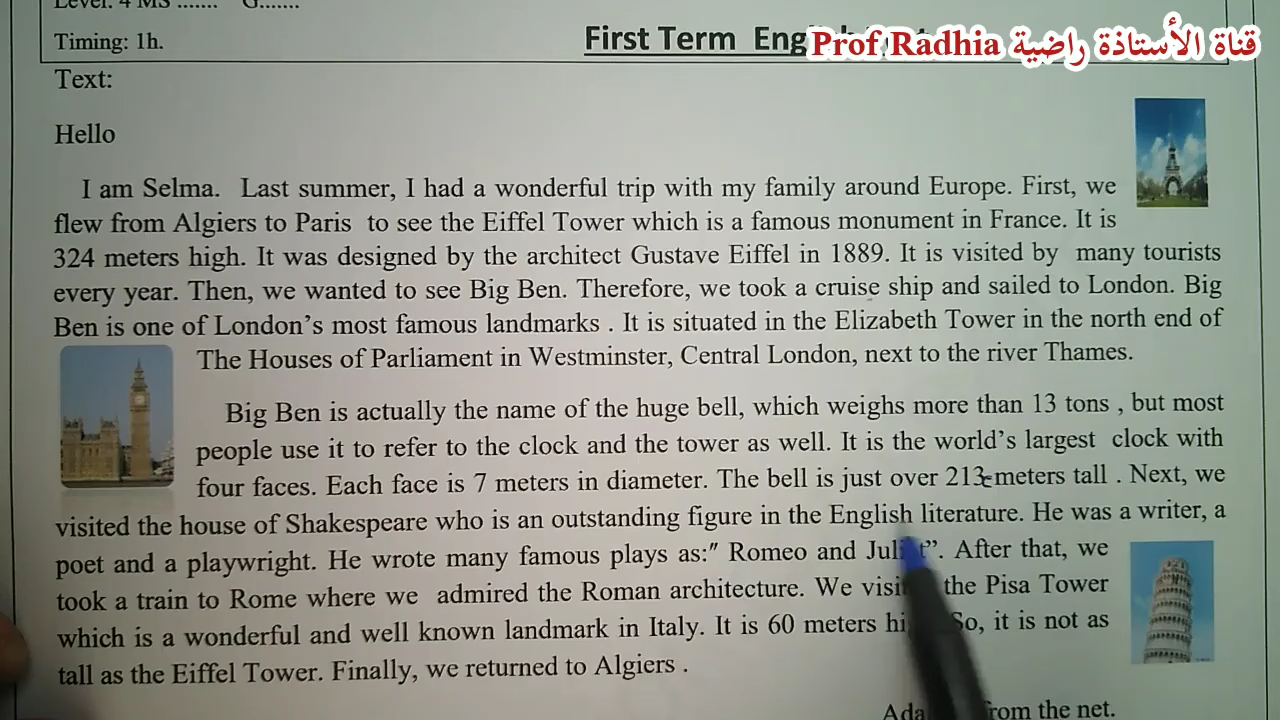 Level: 4 MS ....... G.......
Timing: 1h.
First Term Eng
Prof Radhia قناة الأستاذة راضية
Text:
Hello
I am Selma. Last summer, I had a wonderful trip with my family around Europe. First, we
flew from Algiers to Paris to see the Eiffel Tower which is a famous monument in France. It is
324 meters high. It was designed by the architect Gustave Eiffel in 1889. It is visited by many tourists
every year. Then, we wanted to see Big Ben. Therefore, we took a cruise ship and sailed to London. Big
Ben is one of London’s most famous landmarks . It is situated in the Elizabeth Tower in the north end of
The Houses of Parliament in Westminster, Central London, next to the river Thames.
Big Ben is actually the name of the huge bell, which weighs more than 13 tons , but most
people use it to refer to the clock and the tower as well. It is the world’s largest clock with
four faces. Each face is 7 meters in diameter. The bell is just over 213 meters tall . Next, we
visited the house of Shakespeare who is an outstanding figure in the English literature. He was a writer, a
poet and a playwright. He wrote many famous plays as:″ Romeo and Juliet”. After that, we
took a train to Rome where we admired the Roman architecture. We visi the Pisa Tower
which is a wonderful and well known landmark in Italy. It is 60 meters hi So, it is not as
tall as the Eiffel Tower. Finally, we returned to Algiers .
Ada from the net.